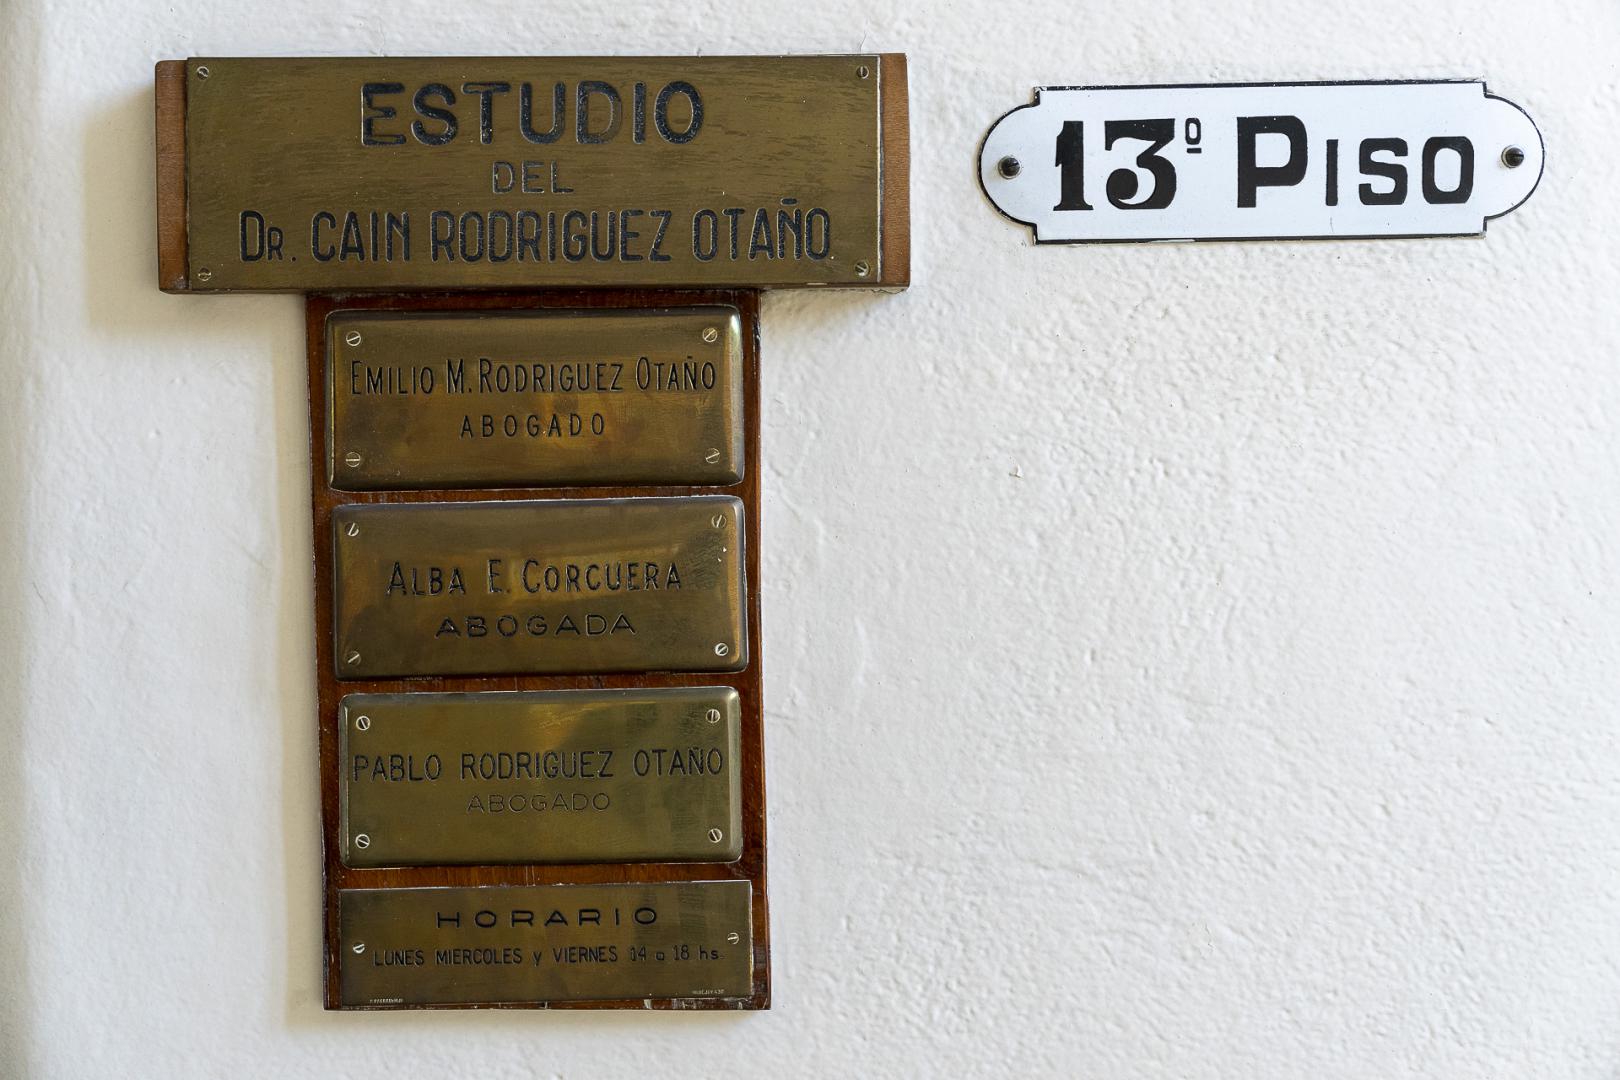 ESTUDIO
DEL
DR. CAIN RODRIGUEZ OTAÑO
EMILIO M. RODRIGUEZ OTAÑO
ABOGADO
ALBA E. CORCUERA
ABOGADA
PABLO RODRIGUEZ OTAÑO
ABOGADO
HORARIO
LUNES MIERCOLES y VIERNES 14 a 18 hs.
13º PISO